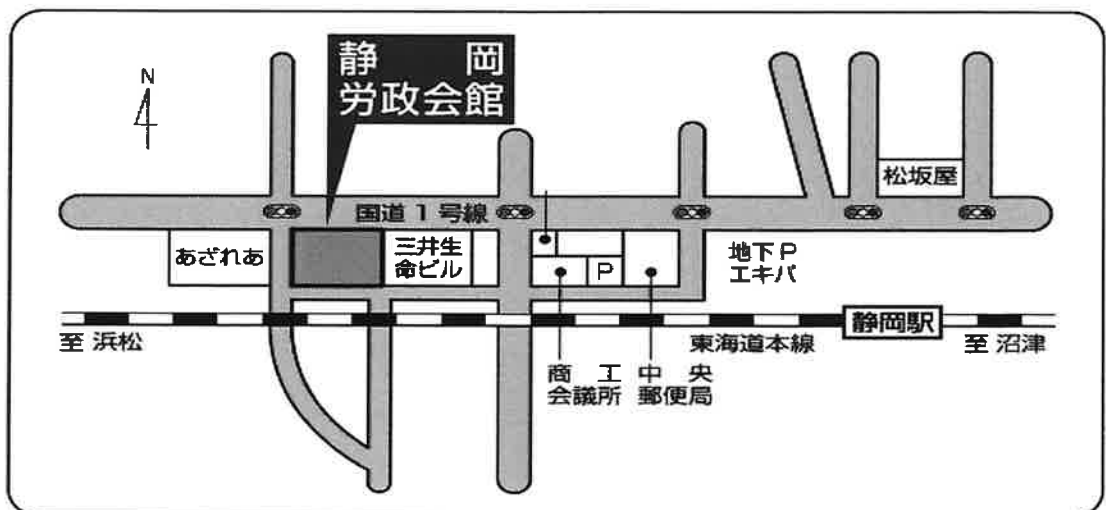 静岡
労政会館
N
松坂屋
国道1号線
あざれあ
三井生
命ビル
P
地下P
エキパ
静岡駅
至 浜松
東海道本線
至 沼津
商工
会議所
中央
郵便局